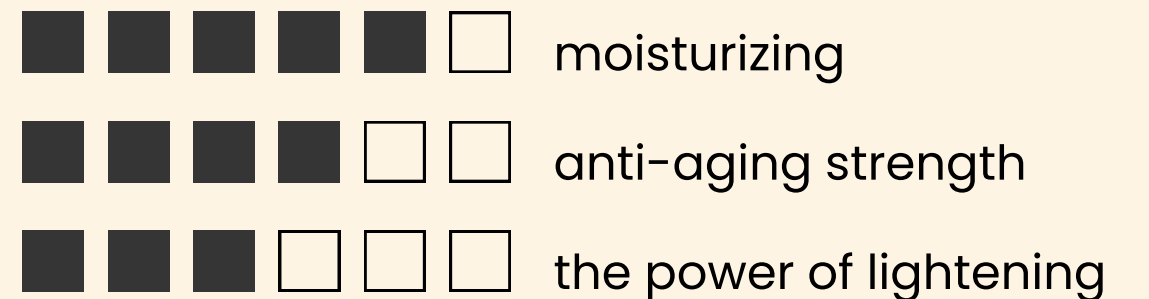 moisturizing
anti-aging strength
the power of lightening